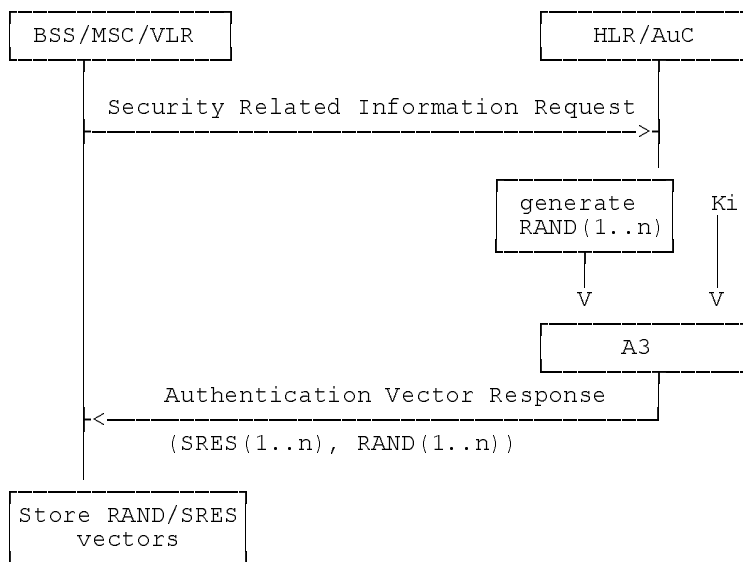 BSS/MSC/VLR
HLR/AuC
Security Related Information Request
generate
RAND(1..n)
Ki
V
V
A3
Authentication Vector Response
(SRES(1..n), RAND(1..n))
Store RAND/SRES
vectors